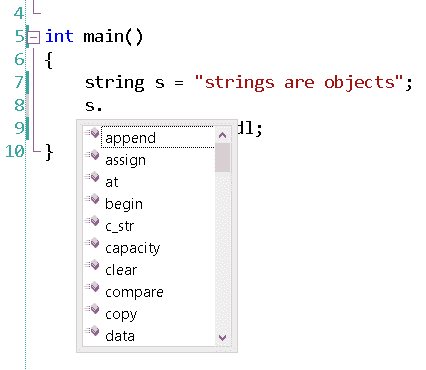 4
5 int main()
6 {
7 string s = "strings are objects";
8 s.
9 dl;
10 }
append
assign
at
begin
c_str
capacity
clear
compare
copy
data